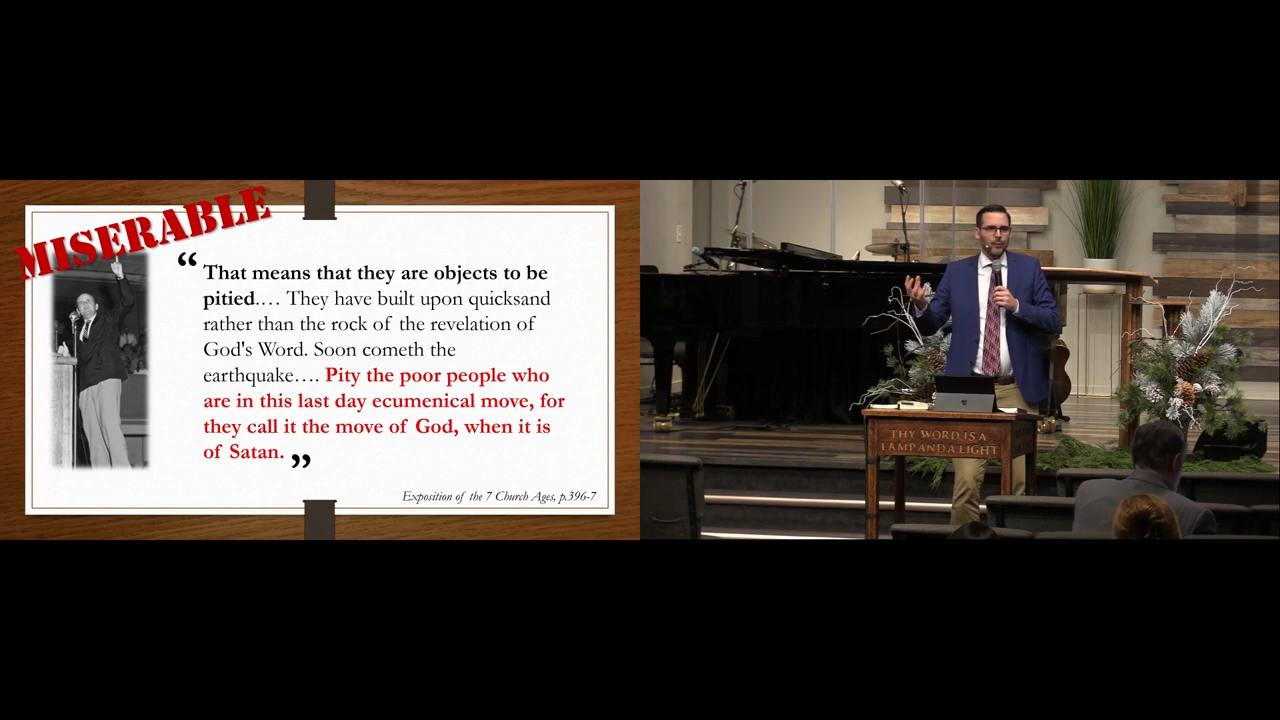 MISERABLE
“ That means that they are objects to be
pitied.… They have built upon quicksand
rather than the rock of the revelation of
God's Word. Soon cometh the
earthquake…. Pity the poor people who
are in this last day ecumenical move, for
they call it the move of God, when it is
of Satan. ”
Exposition of the 7 Church Ages, p.396-7
THY WORD IS A
LAMP AND A LIGHT